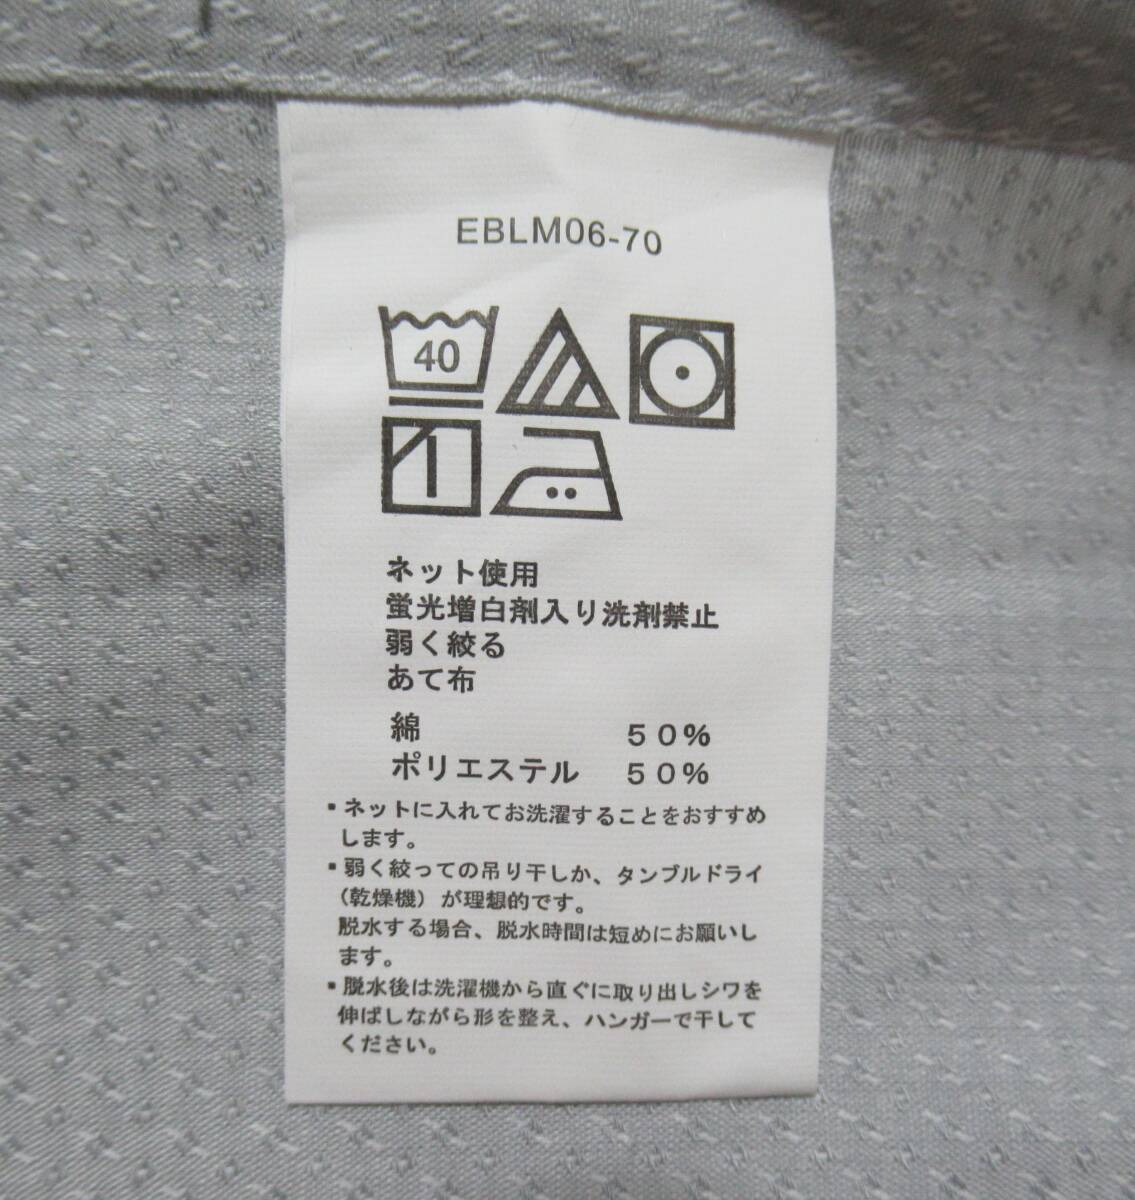 EBLM06-70
40
ネット使用
蛍光増白剤入り洗剤禁止
弱く絞る
あて布
綿 50%
ポリエステル 50%
▪ネットに入れてお洗濯することをおすすめ
します。
▪弱く絞っての吊り干しか、タンブルドライ
(乾燥機)が理想的です。
脱水する場合、脱水時間は短めにお願いし
ます。
▪脱水後は洗濯機から直ぐに取り出しシワを
伸ばしながら形を整え、ハンガーで干して
ください。